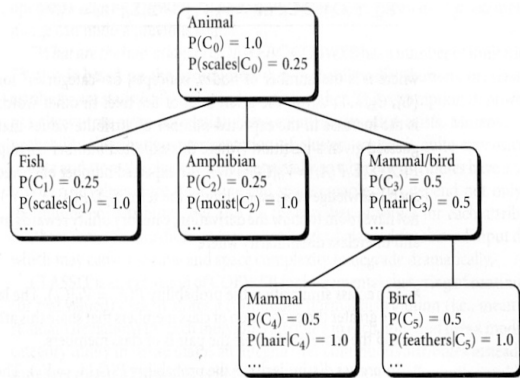 Animal
P(C₀) = 1.0
P(scales|C₀) = 0.25
...
Fish
P(C₁) = 0.25
P(scales|C₁) = 1.0
...
Amphibian
P(C₂) = 0.25
P(moist|C₂) = 1.0
...
Mammal/bird
P(C₃) = 0.5
P(hair|C₃) = 0.5
...
Mammal
P(C₄) = 0.5
P(hair|C₄) = 1.0
...
Bird
P(C₅) = 0.5
P(feathers|C₅) = 1.0
...